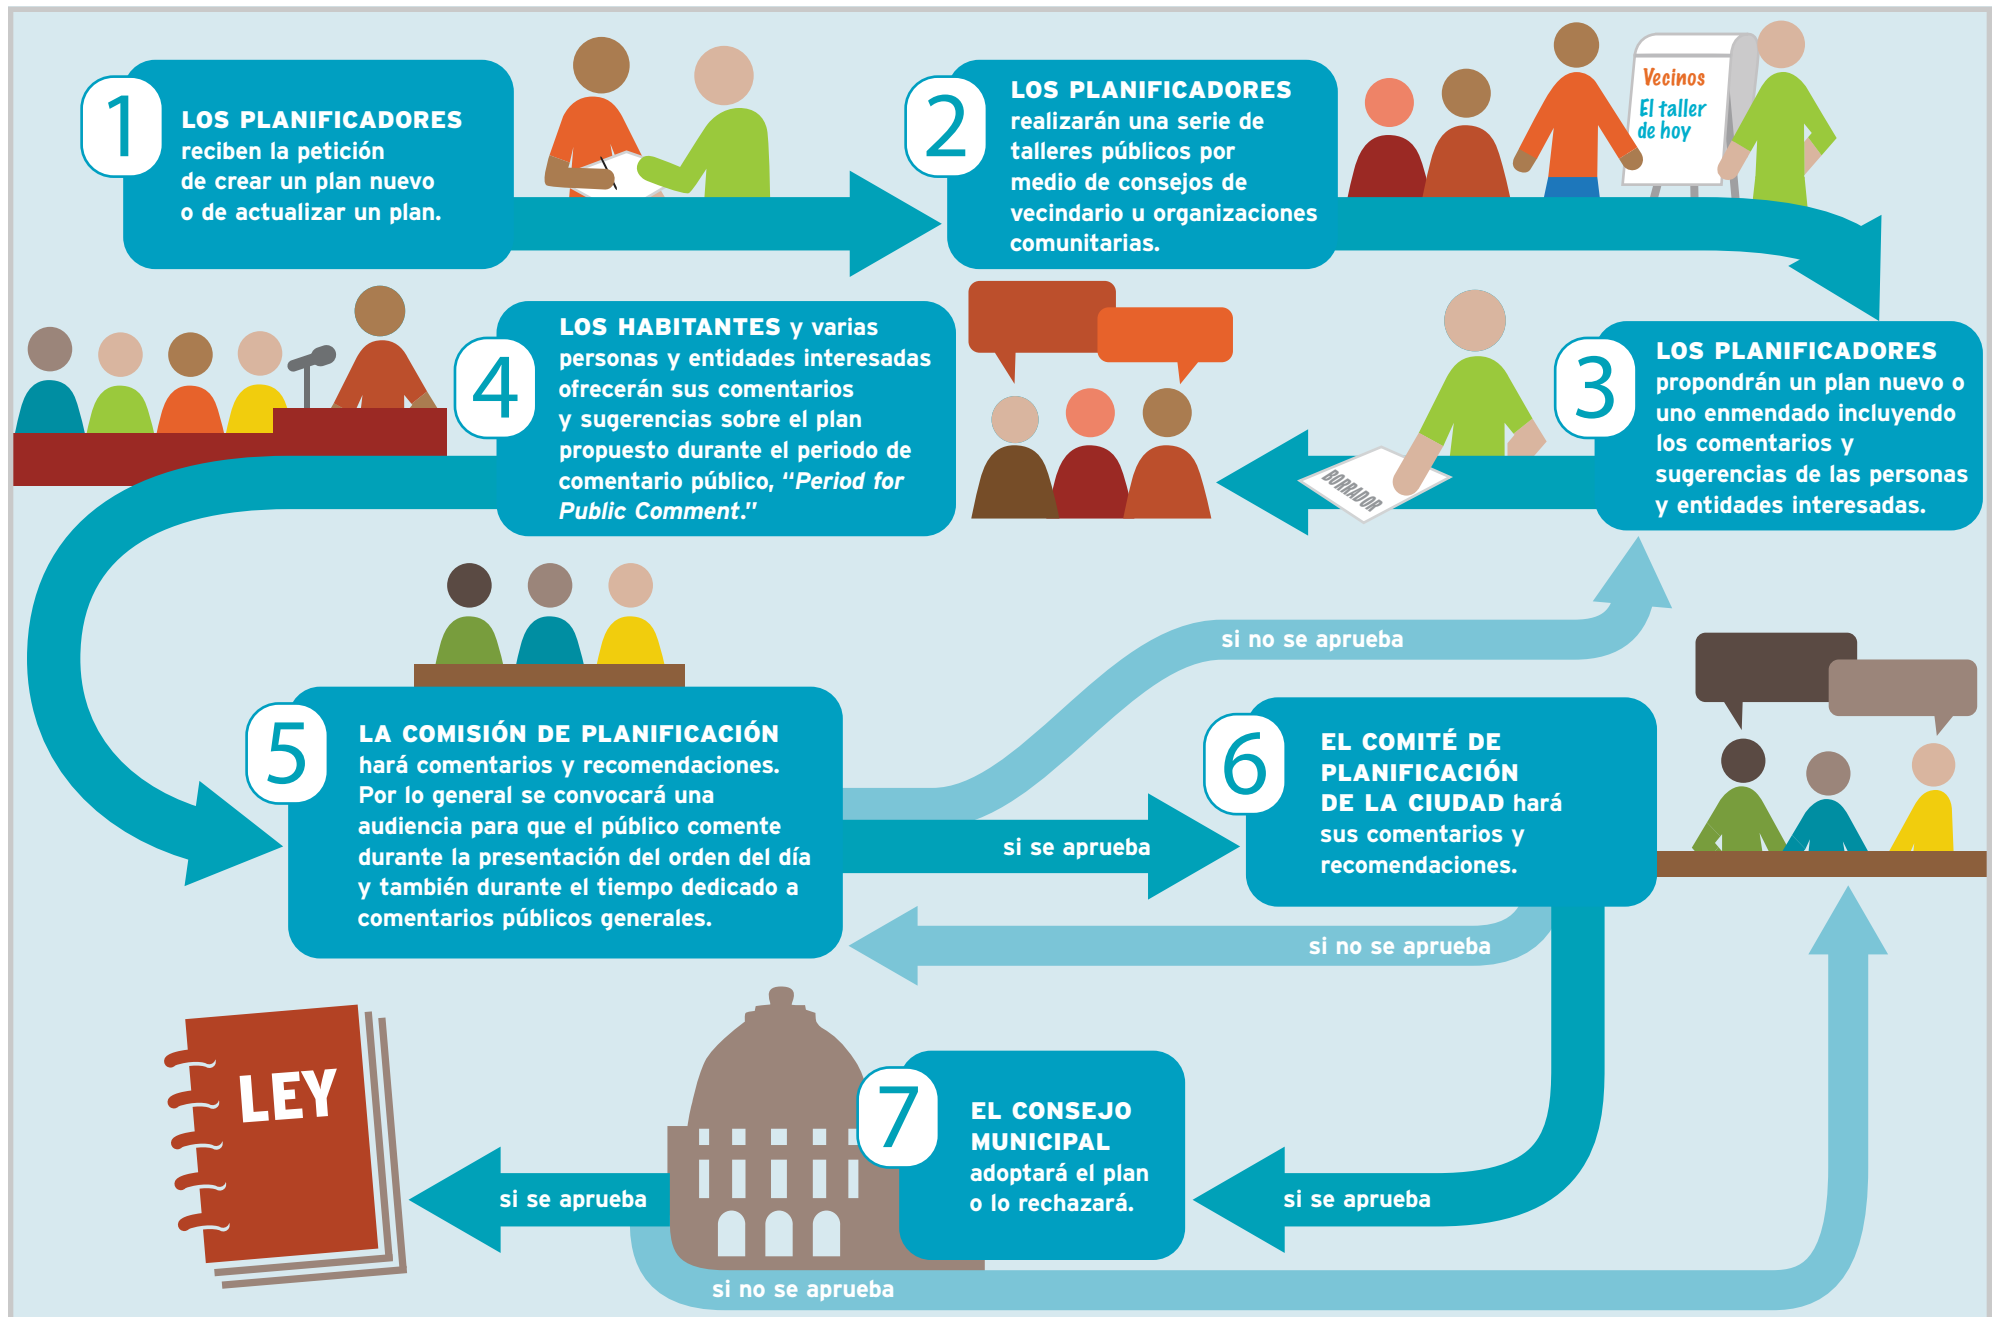 1
LOS PLANIFICADORES
reciben la petición
de crear un plan nuevo
o de actualizar un plan.
2
LOS PLANIFICADORES
realizarán una serie de
talleres públicos por
medio de consejos de
vecindario u organizaciones
comunitarias.
Vecinos
El taller
de hoy
3
LOS PLANIFICADORES
propondrán un plan nuevo o
uno enmendado incluyendo
los comentarios y
sugerencias de las personas
y entidades interesadas.
BORRADOR
4
LOS HABITANTES y varias
personas y entidades interesadas
ofrecerán sus comentarios
y sugerencias sobre el plan
propuesto durante el periodo de
comentario público, “Period for
Public Comment.”
5
LA COMISIÓN DE PLANIFICACIÓN
hará comentarios y recomendaciones.
Por lo general se convocará una
audiencia para que el público comente
durante la presentación del orden del día
y también durante el tiempo dedicado a
comentarios públicos generales.
si no se aprueba
si se aprueba
6
EL COMITÉ DE
PLANIFICACIÓN
DE LA CIUDAD hará
sus comentarios y
recomendaciones.
si no se aprueba
si se aprueba
7
EL CONSEJO
MUNICIPAL
adoptará el plan
o lo rechazará.
si se aprueba
si no se aprueba
LEY